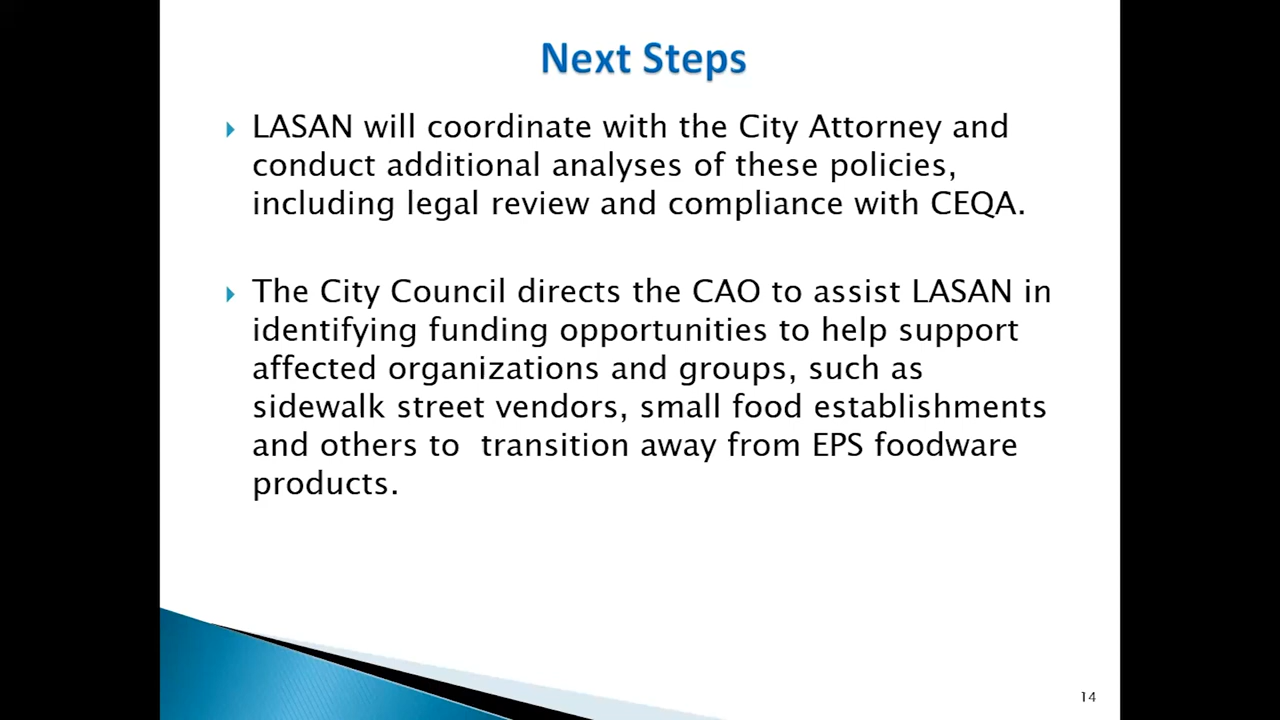 Next Steps
LASAN will coordinate with the City Attorney and
conduct additional analyses of these policies,
including legal review and compliance with CEQA.
The City Council directs the CAO to assist LASAN in
identifying funding opportunities to help support
affected organizations and groups, such as
sidewalk street vendors, small food establishments
and others to  transition away from EPS foodware
products.
14